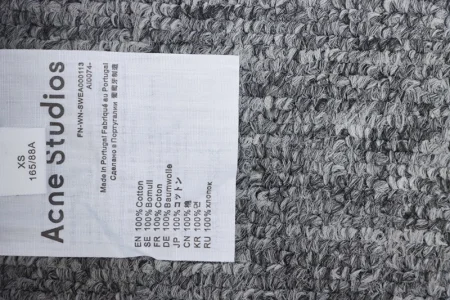 XS
165/88A
Acne Studios
FN-WN-SWEA000113
AI0074-
Made in Portugal Fabriqué au Portugal
Сделано в Португалии 葡萄牙制造
EN 100% Cotton
SE 100% Bomull
FR 100% Coton
DE 100% Baumwolle
JP 100% コットン
CN 100% 棉
KR 100% 면
RU 100% хлопок